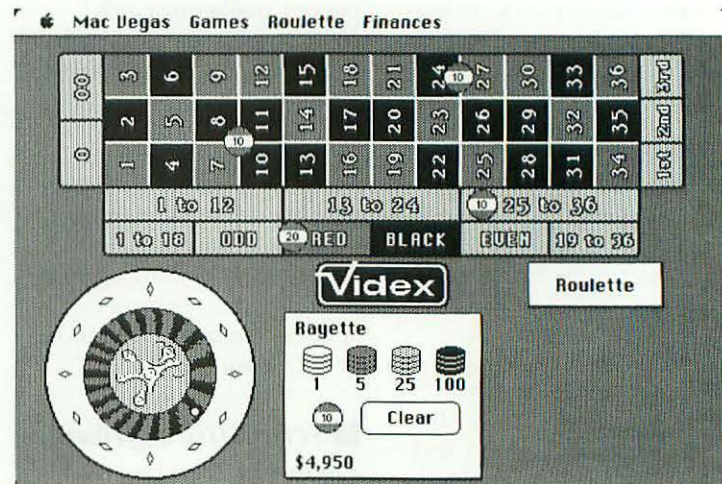 Mac Vegas Games Roulette Finances
00 3 6 9 12 15 18 21 24 10 27 30 33 36 3rd
2 5 8 11 14 17 20 23 26 29 32 35 2nd
10
0 1 4 7 10 13 16 19 22 25 28 31 34 1st
1 to 12 13 to 24 10 25 to 36
1 to 18 ODD 20 RED BLACK EVEN 19 to 36
Videx
Roulette
Rayette
1 5 25 100
10 Clear
$4,950